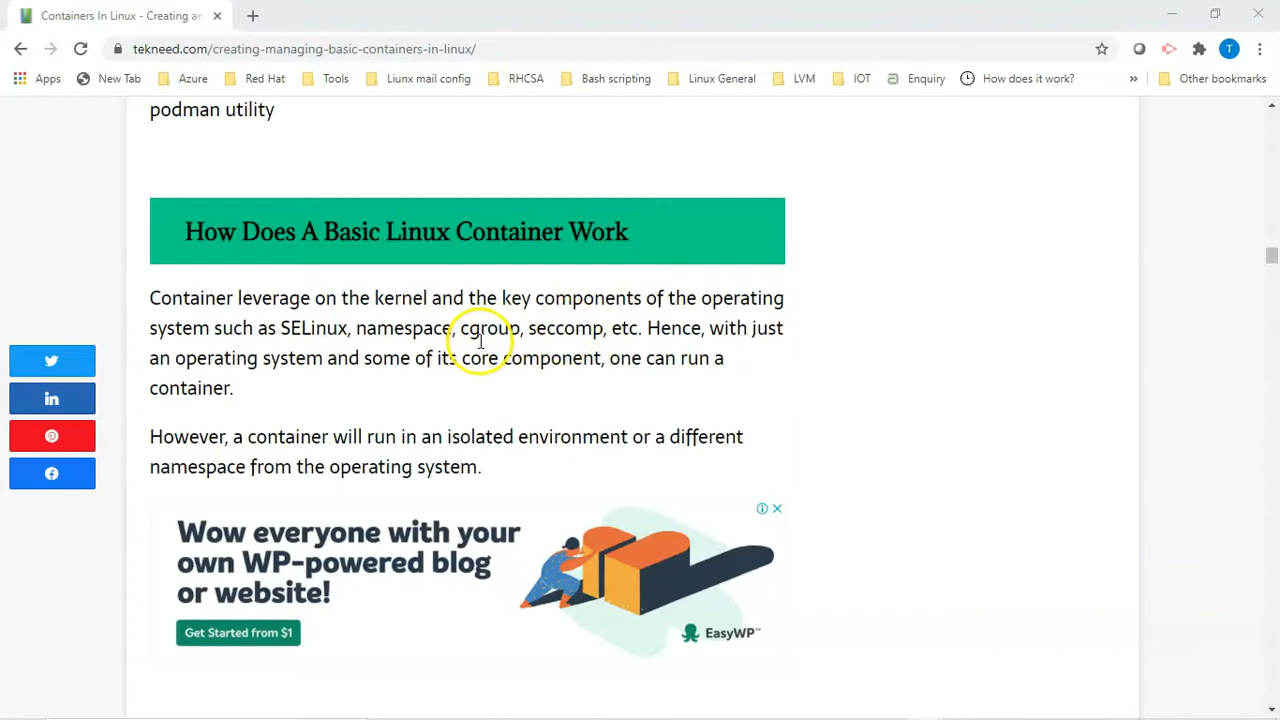 Containers In Linux - Creating an
tekneed.com/creating-managing-basic-containers-in-linux/
T
Apps New Tab Azure Red Hat Tools Liunx mail config RHCSA Bash scripting Linux General LVM IOT Enquiry How does it work? » Other bookmarks
podman utility
How Does A Basic Linux Container Work
Container leverage on the kernel and the key components of the operating
system such as SELinux, namespace, cgroup, seccomp, etc. Hence, with just
an operating system and some of its core component, one can run a
container.
However, a container will run in an isolated environment or a different
namespace from the operating system.
Wow everyone with your
own WP-powered blog
or website!
Get Started from $1
EasyWP™